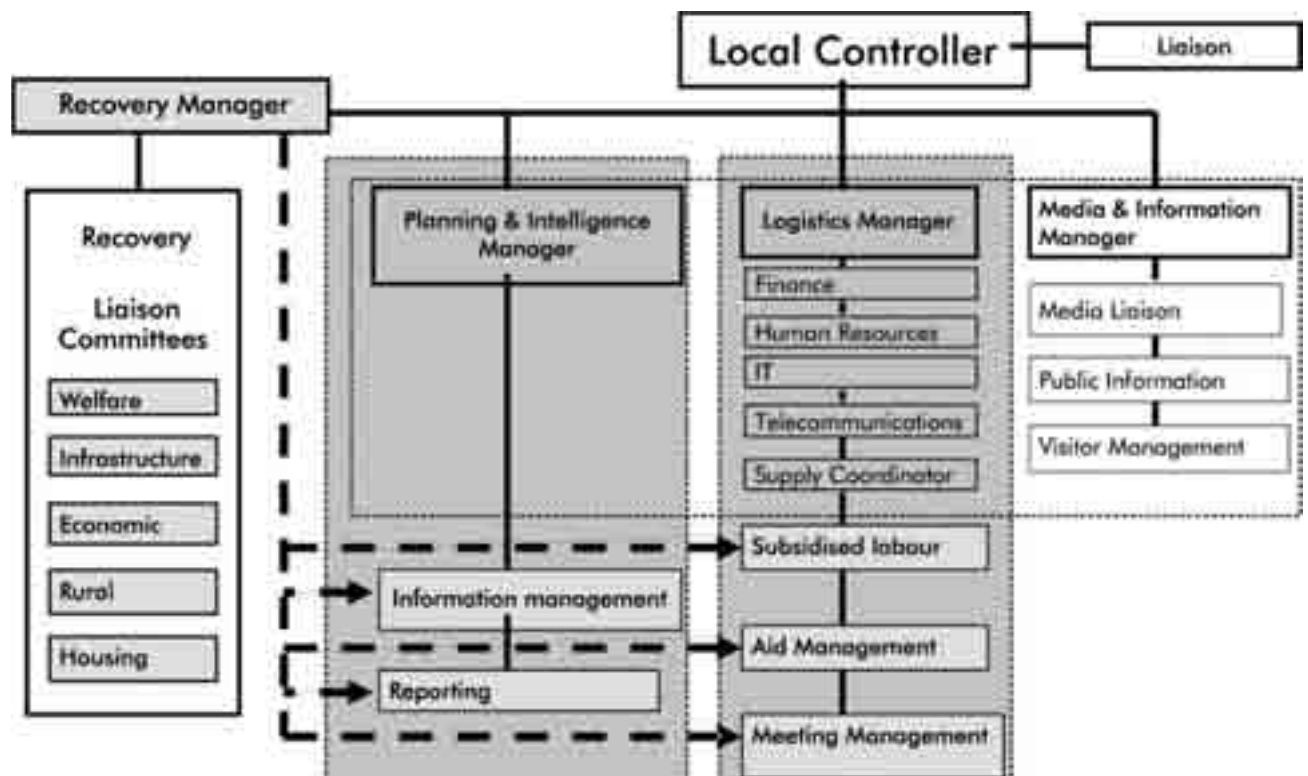 Local Controller
Liaison
Recovery Manager
Recovery
Liaison
Committees
Welfare
Infrastructure
Economic
Rural
Housing
Planning & Intelligence
Manager
Information management
Reporting
Logistics Manager
Finance
Human Resources
IT
Telecommunications
Supply Coordinator
Subsidised labour
Aid Management
Meeting Management
Media & Information
Manager
Media Liaison
Public Information
Visitor Management